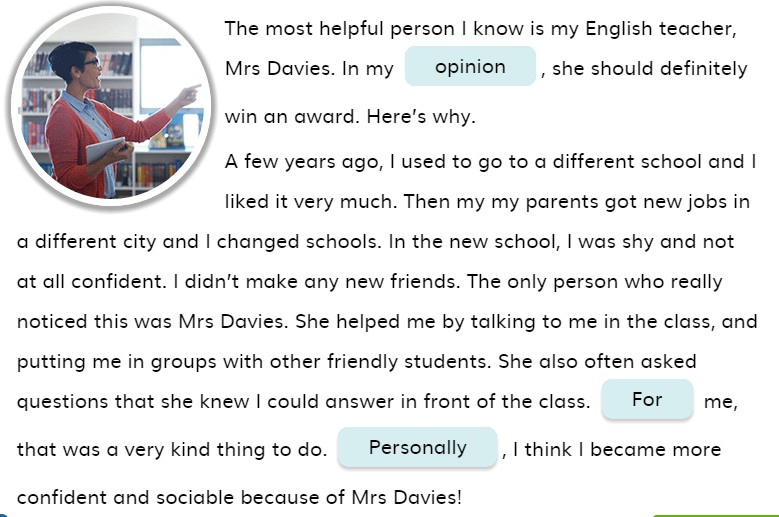 The most helpful person I know is my English teacher,
Mrs Davies. In my opinion , she should definitely
win an award. Here's why.
A few years ago, I used to go to a different school and I
liked it very much. Then my my parents got new jobs in
a different city and I changed schools. In the new school, I was shy and not
at all confident. I didn't make any new friends. The only person who really
noticed this was Mrs Davies. She helped me by talking to me in the class, and
putting me in groups with other friendly students. She also often asked
questions that she knew I could answer in front of the class. For me,
that was a very kind thing to do. Personally , I think I became more
confident and sociable because of Mrs Davies!